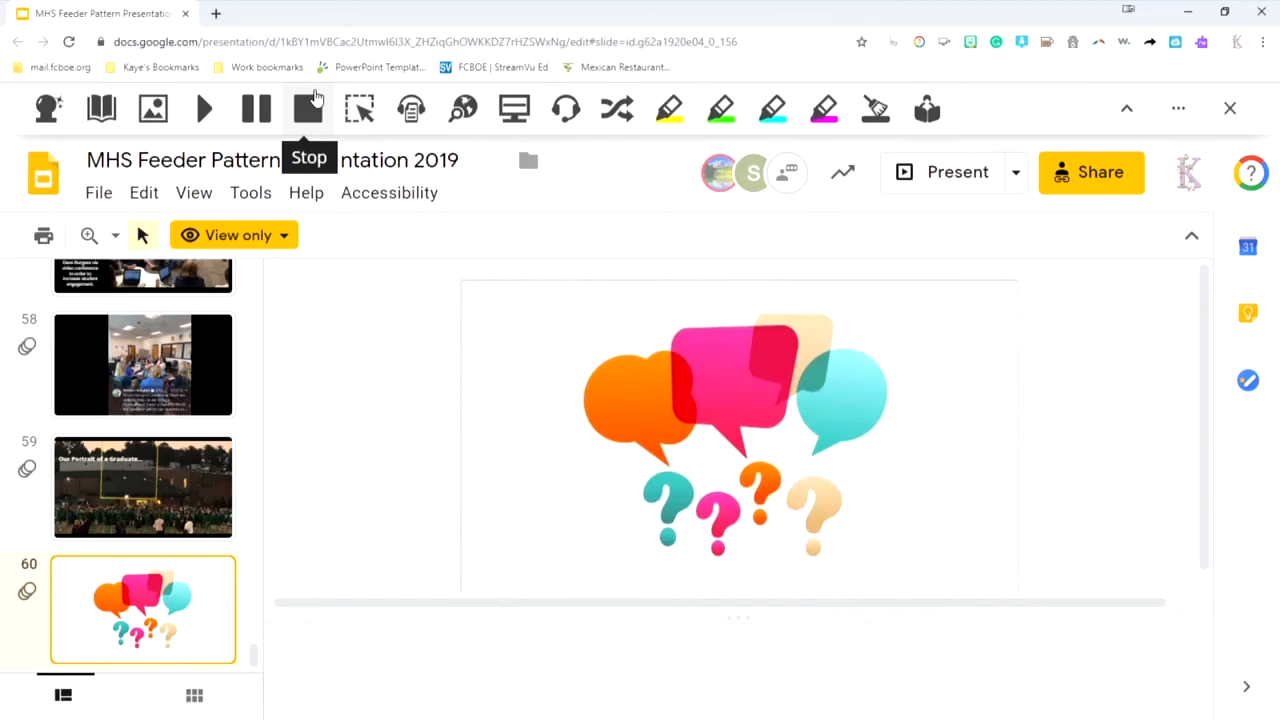 MHS Feeder Pattern Presentatio
docs.google.com/presentation/d/1kBY1mVBCac2Utmwl6I3X_ZHZiqGhOWKKDZ7rHZSWxNg/edit#slide=id.g62a1920e04_0_156
mail.fcboe.org
Kaye's Bookmarks
Work bookmarks
PowerPoint Templat...
SV
FCBOE | StreamVu Ed
Mexican Restaurant...
Stop
MHS Feeder Pattern ntation 2019
S
Present
Share
File Edit View Tools Help Accessibility
View only
31
58
59
Our Portrait of a Graduate...
60